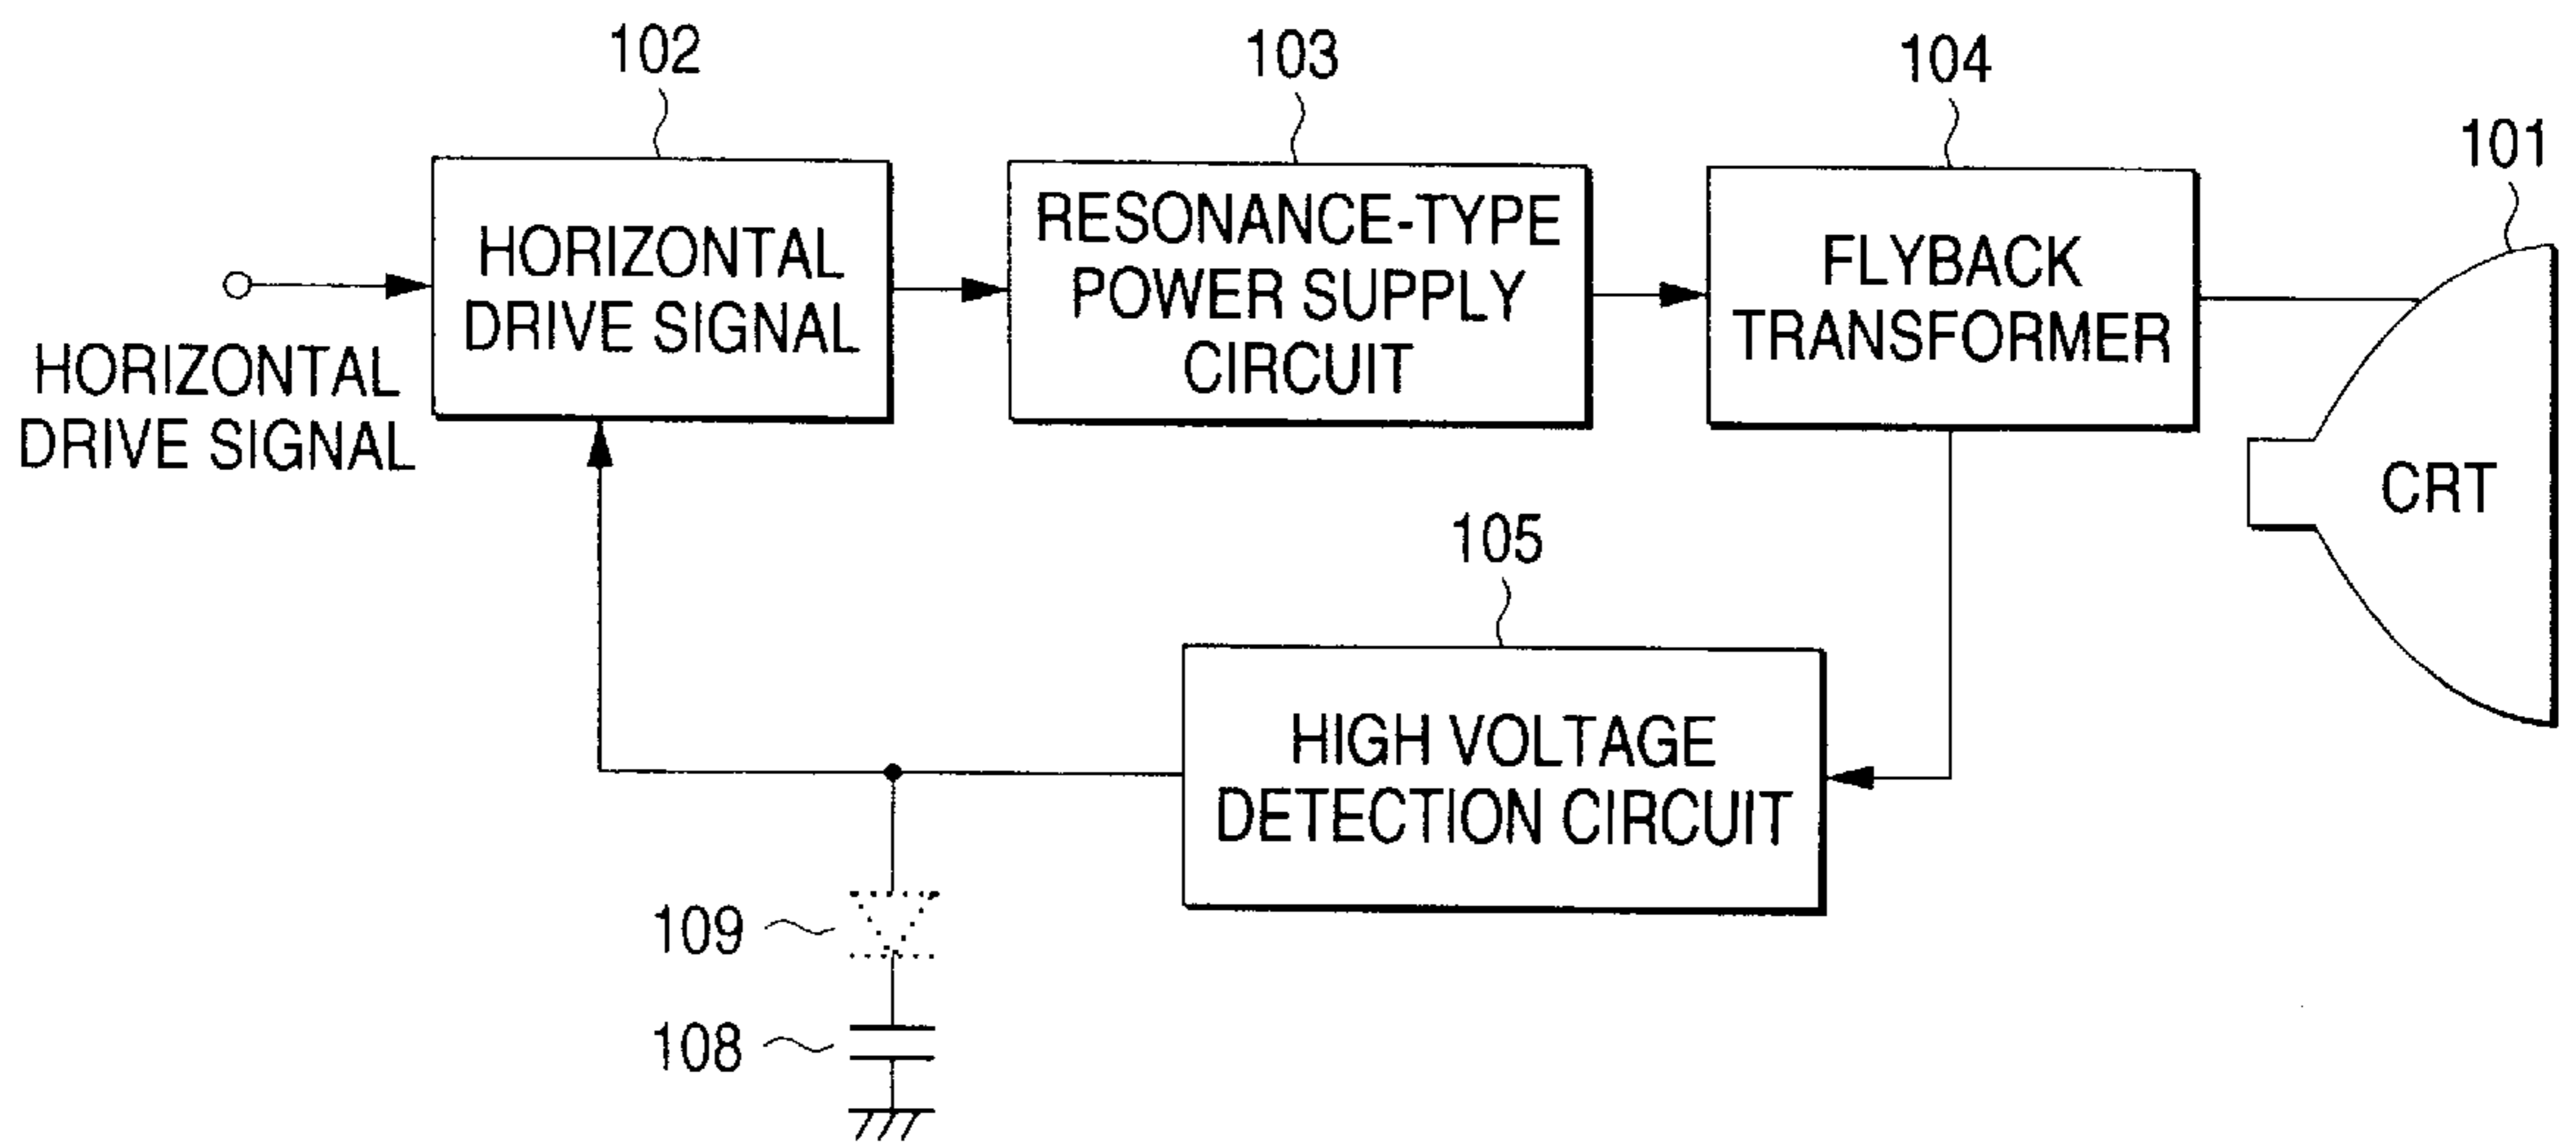 102
103
104
101
HORIZONTAL
DRIVE SIGNAL
HORIZONTAL
DRIVE SIGNAL
RESONANCE-TYPE
POWER SUPPLY
CIRCUIT
FLYBACK
TRANSFORMER
CRT
105
HIGH VOLTAGE
DETECTION CIRCUIT
109
108